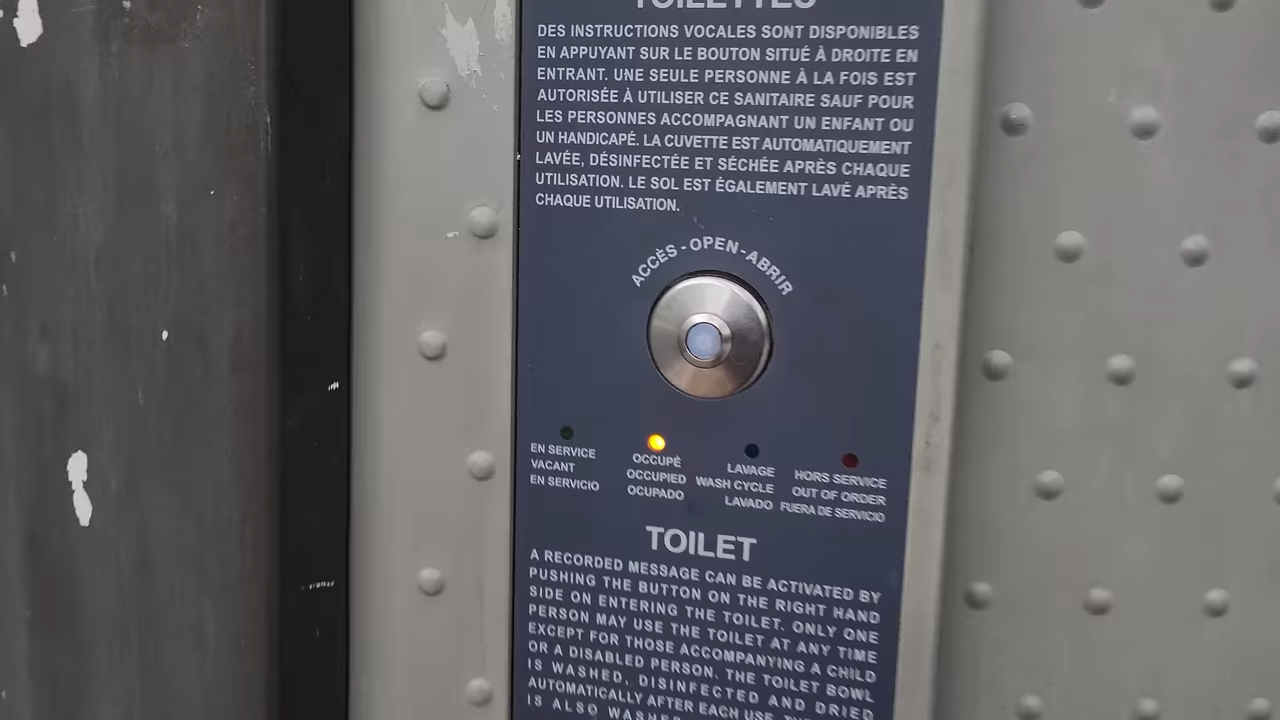 TOILETTES
DES INSTRUCTIONS VOCALES SONT DISPONIBLES
EN APPUYANT SUR LE BOUTON SITUÉ À DROITE EN
ENTRANT. UNE SEULE PERSONNE À LA FOIS EST
AUTORISÉE À UTILISER CE SANITAIRE SAUF POUR
LES PERSONNES ACCOMPAGNANT UN ENFANT OU
UN HANDICAPÉ. LA CUVETTE EST AUTOMATIQUEMENT
LAVÉE, DÉSINFECTÉE ET SÉCHÉE APRÈS CHAQUE
UTILISATION. LE SOL EST ÉGALEMENT LAVÉ APRÈS
CHAQUE UTILISATION.
ACCÈS-OPEN-ABRIR
EN SERVICE
VACANT
EN SERVICIO
OCCUPÉ
OCCUPIED
OCUPADO
LAVAGE
WASH CYCLE
LAVADO
HORS SERVICE
OUT OF ORDER
FUERA DE SERVICIO
TOILET
A RECORDED MESSAGE CAN BE ACTIVATED BY
PUSHING THE BUTTON ON THE RIGHT HAND
SIDE ON ENTERING THE TOILET. ONLY ONE
PERSON MAY USE THE TOILET AT ANY TIME
EXCEPT FOR THOSE ACCOMPANYING A CHILD
OR A DISABLED PERSON. THE TOILET BOWL
IS WASHED, DISINFECTED AND DRIED
AUTOMATICALLY AFTER EACH USE.
IS ALSO